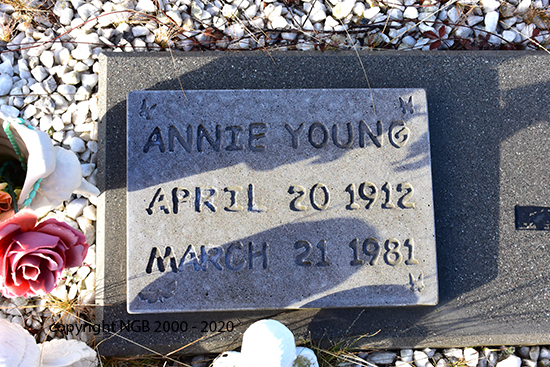 ANNIE YOUNG
APRIL 20 1912
MARCH 21 1981
copyright NGB 2000 - 2020